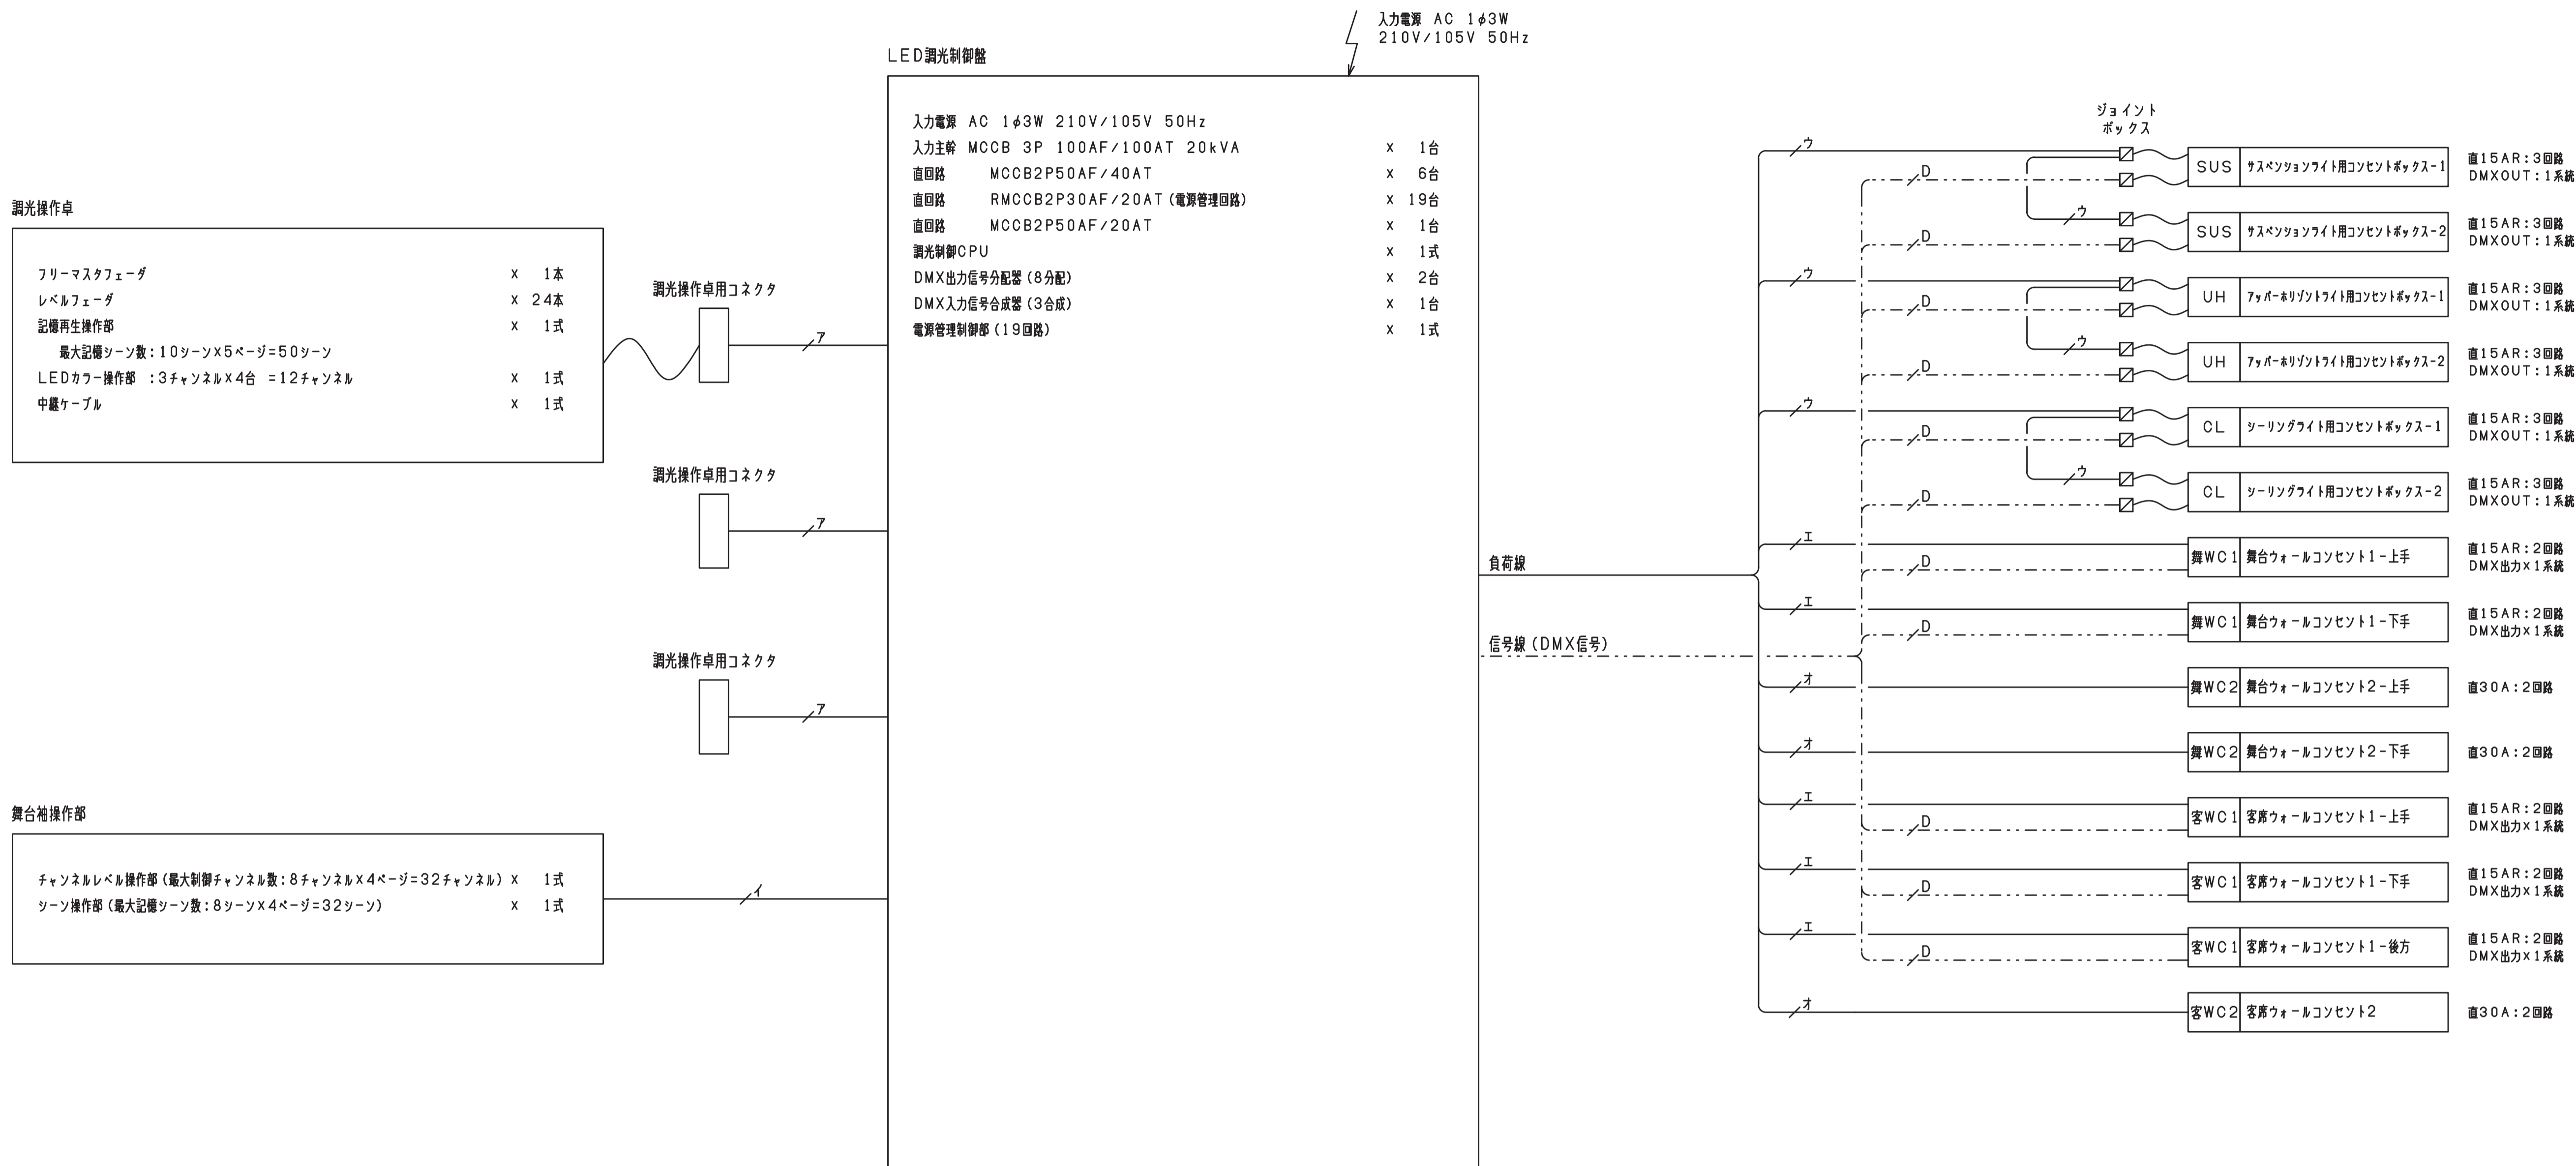 入力電源 AC 1φ3W
210V/105V 50Hz
LED調光制御盤
入力電源 AC 1φ3W 210V/105V 50Hz
入力主幹 MCCB 3P 100AF/100AT 20kVA x 1台
直回路 MCCB2P50AF/40AT x 6台
直回路 RMCCB2P30AF/20AT(電源管理回路) x 19台
直回路 MCCB2P50AF/20AT x 1台
調光制御CPU x 1式
DMX出力信号分配器(8分配) x 2台
DMX入力信号合成器(3合成) x 1台
電源管理制御部(19回路) x 1式
調光操作卓
フリーマスタフェーダ x 1本
レベルフェーダ x 24本
記憶再生操作部 x 1式
最大記憶シーン数:10シーン×5ページ=50シーン
LEDカラー操作部 :3チャンネル×4台 =12チャンネル x 1式
中継ケーブル x 1式
調光操作卓用コネクタ
ア
調光操作卓用コネクタ
ア
調光操作卓用コネクタ
ア
舞台袖操作部
チャンネルレベル操作部(最大制御チャンネル数:8チャンネル×4ページ=32チャンネル) x 1式
シーン操作部(最大記憶シーン数:8シーン×4ページ=32シーン) x 1式
イ
負荷線
信号線(DMX信号)
ジョイント
ボックス
ウ
D
SUS サスペンションライト用コンセントボックス-1
直15AR:3回路
DMXOUT:1系統
ウ
D
SUS サスペンションライト用コンセントボックス-2
直15AR:3回路
DMXOUT:1系統
ウ
D
UH アッパーホリゾントライト用コンセントボックス-1
直15AR:3回路
DMXOUT:1系統
ウ
D
UH アッパーホリゾントライト用コンセントボックス-2
直15AR:3回路
DMXOUT:1系統
ウ
D
CL シーリングライト用コンセントボックス-1
直15AR:3回路
DMXOUT:1系統
ウ
D
CL シーリングライト用コンセントボックス-2
直15AR:3回路
DMXOUT:1系統
エ
D
舞WC1 舞台ウォールコンセント1-上手
直15AR:2回路
DMX出力×1系統
エ
D
舞WC1 舞台ウォールコンセント1-下手
直15AR:2回路
DMX出力×1系統
オ
舞WC2 舞台ウォールコンセント2-上手
直30A:2回路
オ
舞WC2 舞台ウォールコンセント2-下手
直30A:2回路
エ
D
客WC1 客席ウォールコンセント1-上手
直15AR:2回路
DMX出力×1系統
エ
D
客WC1 客席ウォールコンセント1-下手
直15AR:2回路
DMX出力×1系統
エ
D
客WC1 客席ウォールコンセント1-後方
直15AR:2回路
DMX出力×1系統
オ
客WC2 客席ウォールコンセント2
直30A:2回路